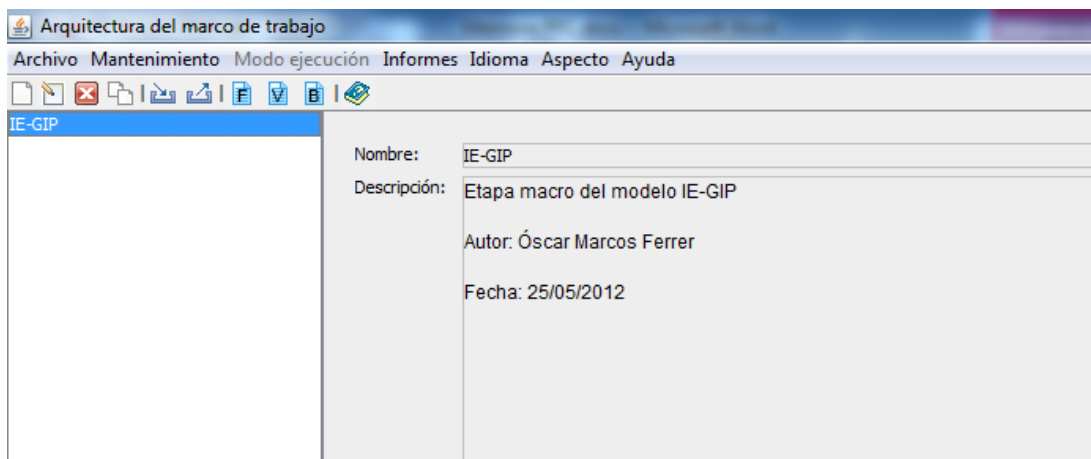 Arquitectura del marco de trabajo
Archivo Mantenimiento Modo ejecución Informes Idioma Aspecto Ayuda
F V B
IE-GIP
Nombre: IE-GIP
Descripción: Etapa macro del modelo IE-GIP
Autor: Óscar Marcos Ferrer
Fecha: 25/05/2012